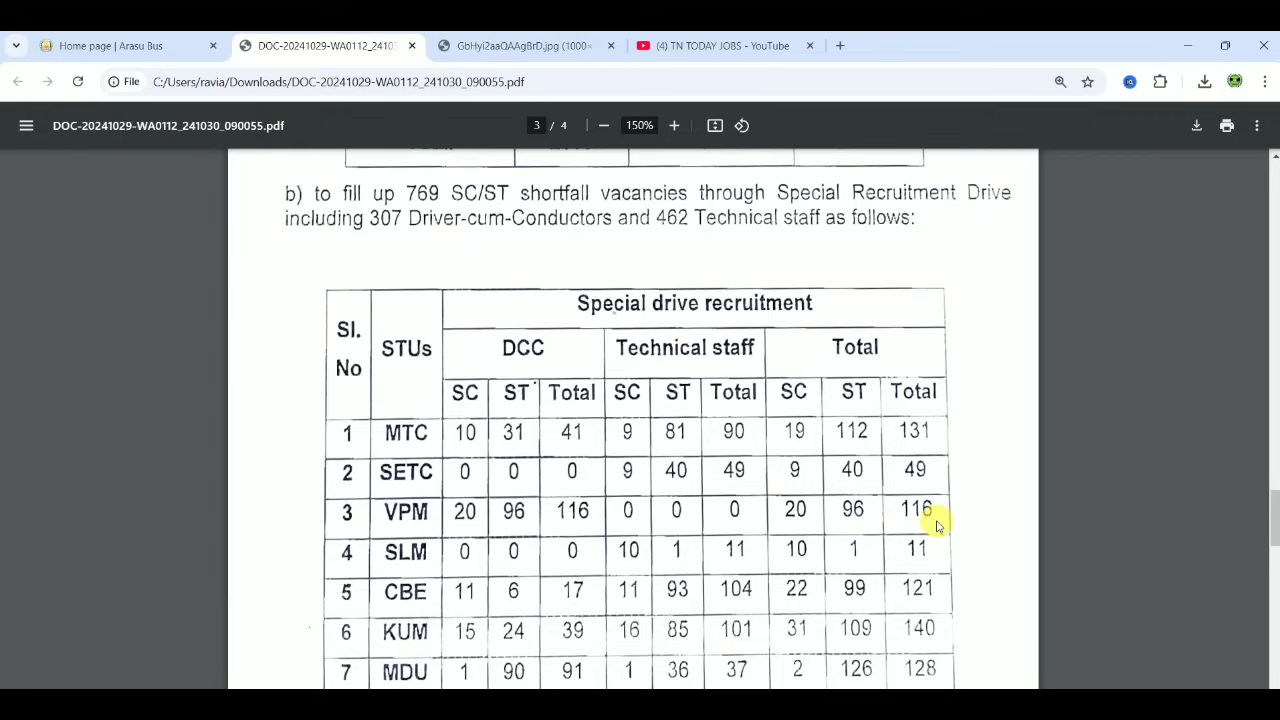 Home page | Arasu Bus
DOC-20241029-WA0112_24103
GbHyi2aaQAAgBrD.jpg (1000×
(4) TN TODAY JOBS - YouTube
File
C:/Users/ravia/Downloads/DOC-20241029-WA0112_241030_090055.pdf
DOC-20241029-WA0112_241030_090055.pdf
3 / 4
150%
b) to fill up 769 SC/ST shortfall vacancies through Special Recruitment Drive
including 307 Driver-cum-Conductors and 462 Technical staff as follows:
Sl. No STUs Special drive recruitment
DCC Technical staff Total
SC ST Total SC ST Total SC ST Total
1 MTC 10 31 41 9 81 90 19 112 131
2 SETC 0 0 0 9 40 49 9 40 49
3 VPM 20 96 116 0 0 0 20 96 116
4 SLM 0 0 0 10 1 11 10 1 11
5 CBE 11 6 17 11 93 104 22 99 121
6 KUM 15 24 39 16 85 101 31 109 140
7 MDU 1 90 91 1 36 37 2 126 128